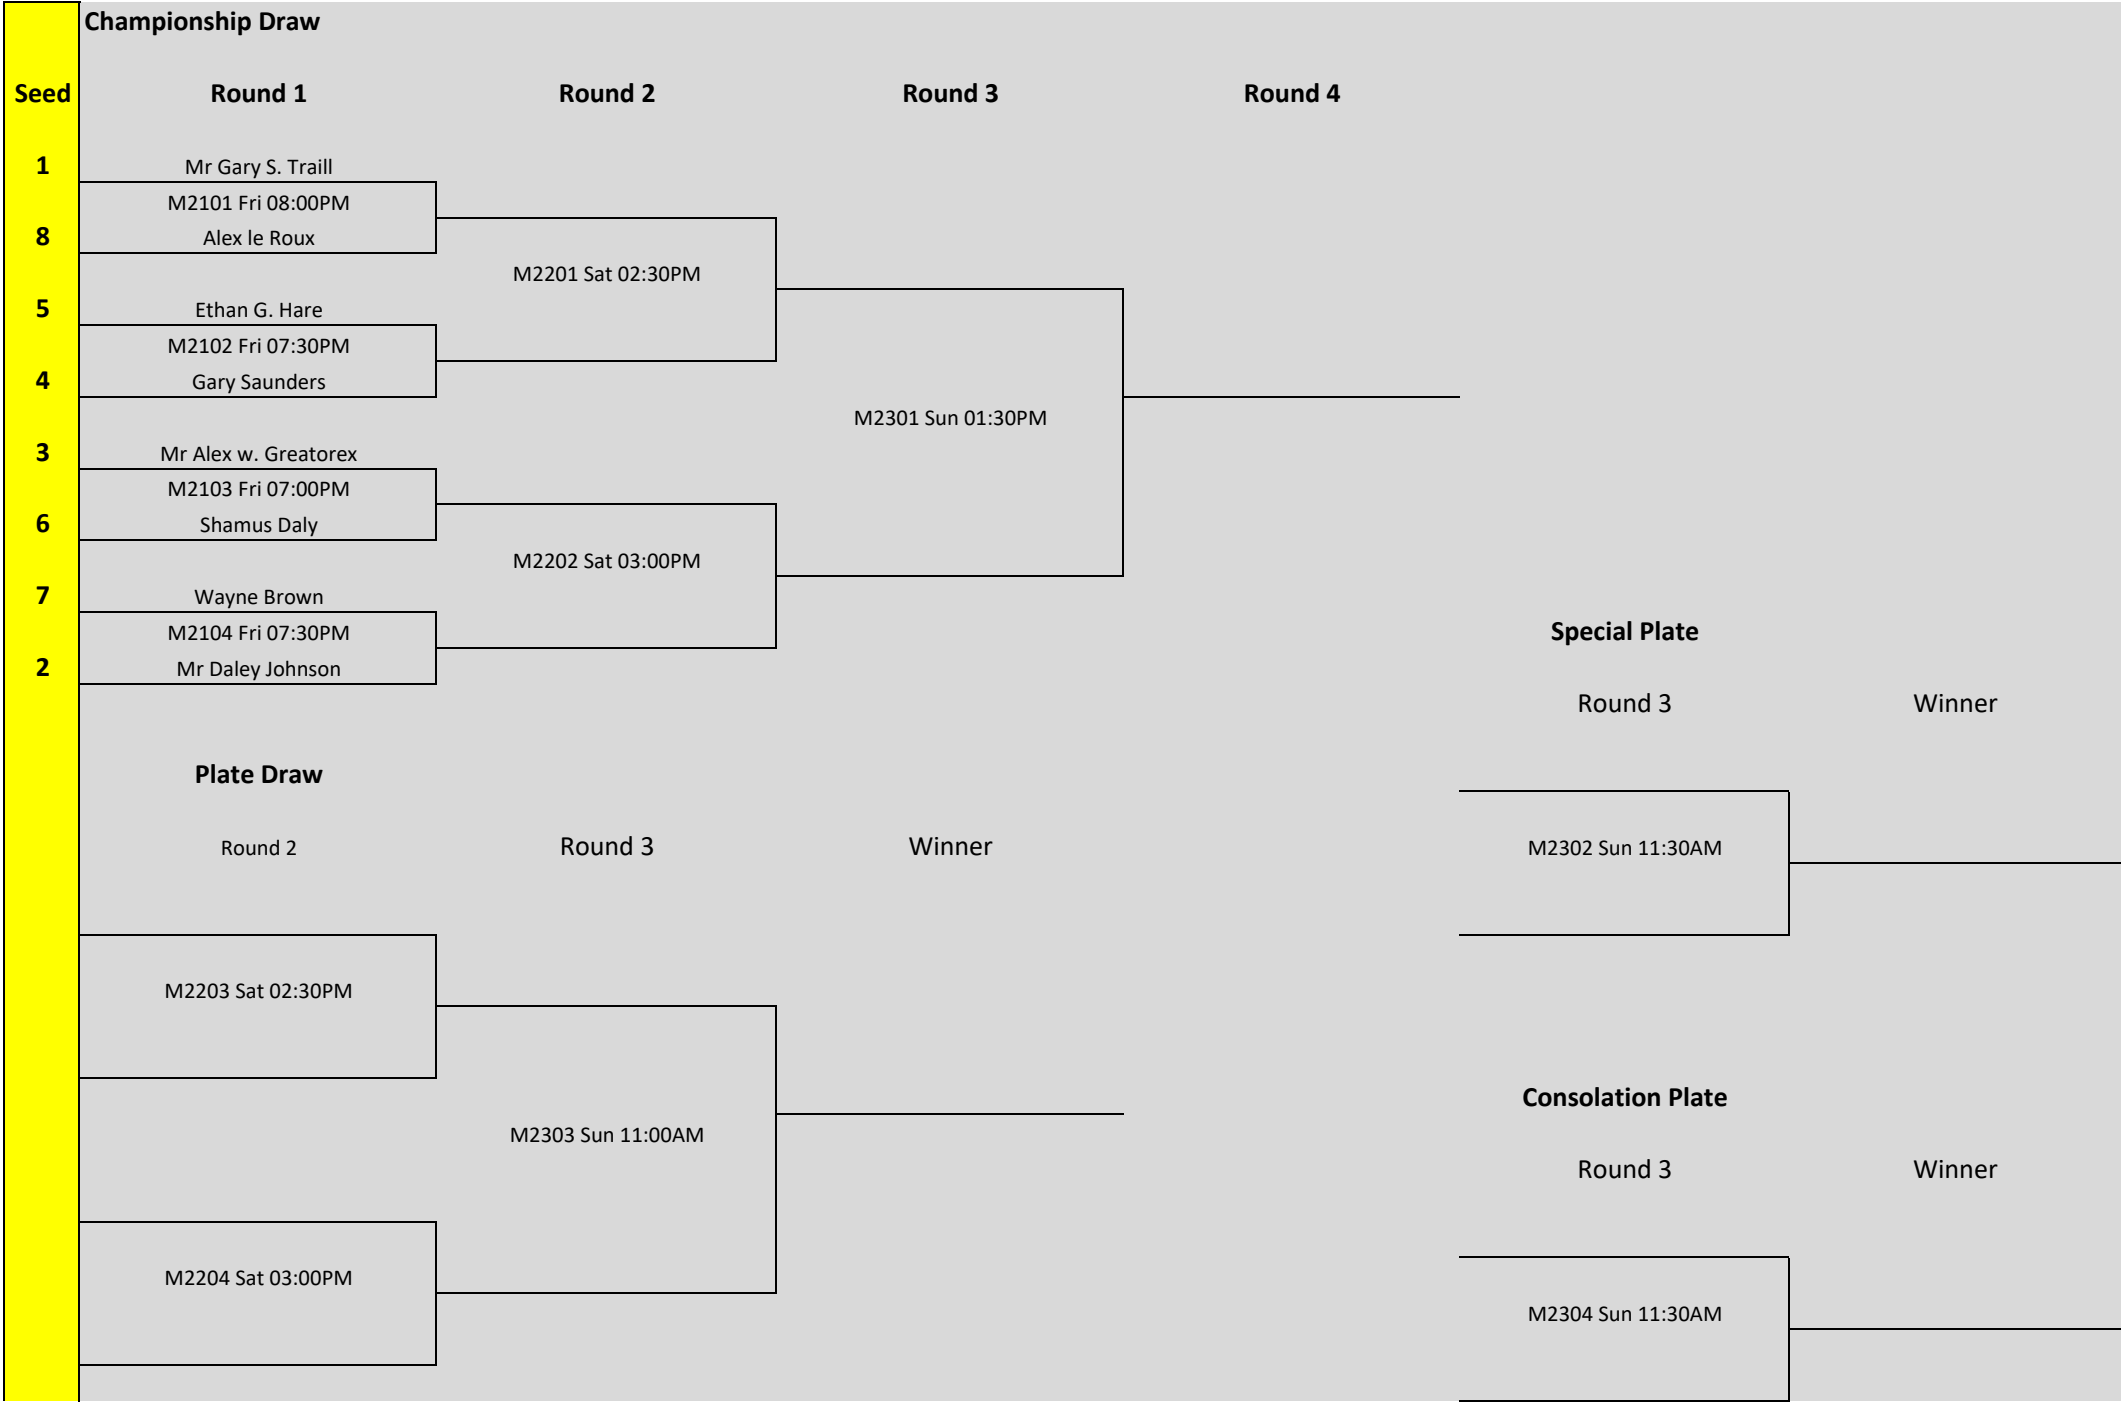 Championship Draw
Seed Round 1 Round 2 Round 3 Round 4
1 Mr Gary S. Traill
M2101 Fri 08:00PM
8 Alex le Roux
M2201 Sat 02:30PM
5 Ethan G. Hare
M2102 Fri 07:30PM
4 Gary Saunders
M2301 Sun 01:30PM
3 Mr Alex w. Greatorex
M2103 Fri 07:00PM
6 Shamus Daly
M2202 Sat 03:00PM
7 Wayne Brown
M2104 Fri 07:30PM
2 Mr Daley Johnson
Special Plate
Round 3 Winner
Plate Draw
Round 2 Round 3 Winner
M2302 Sun 11:30AM
M2203 Sat 02:30PM
Consolation Plate
M2303 Sun 11:00AM
Round 3 Winner
M2204 Sat 03:00PM
M2304 Sun 11:30AM